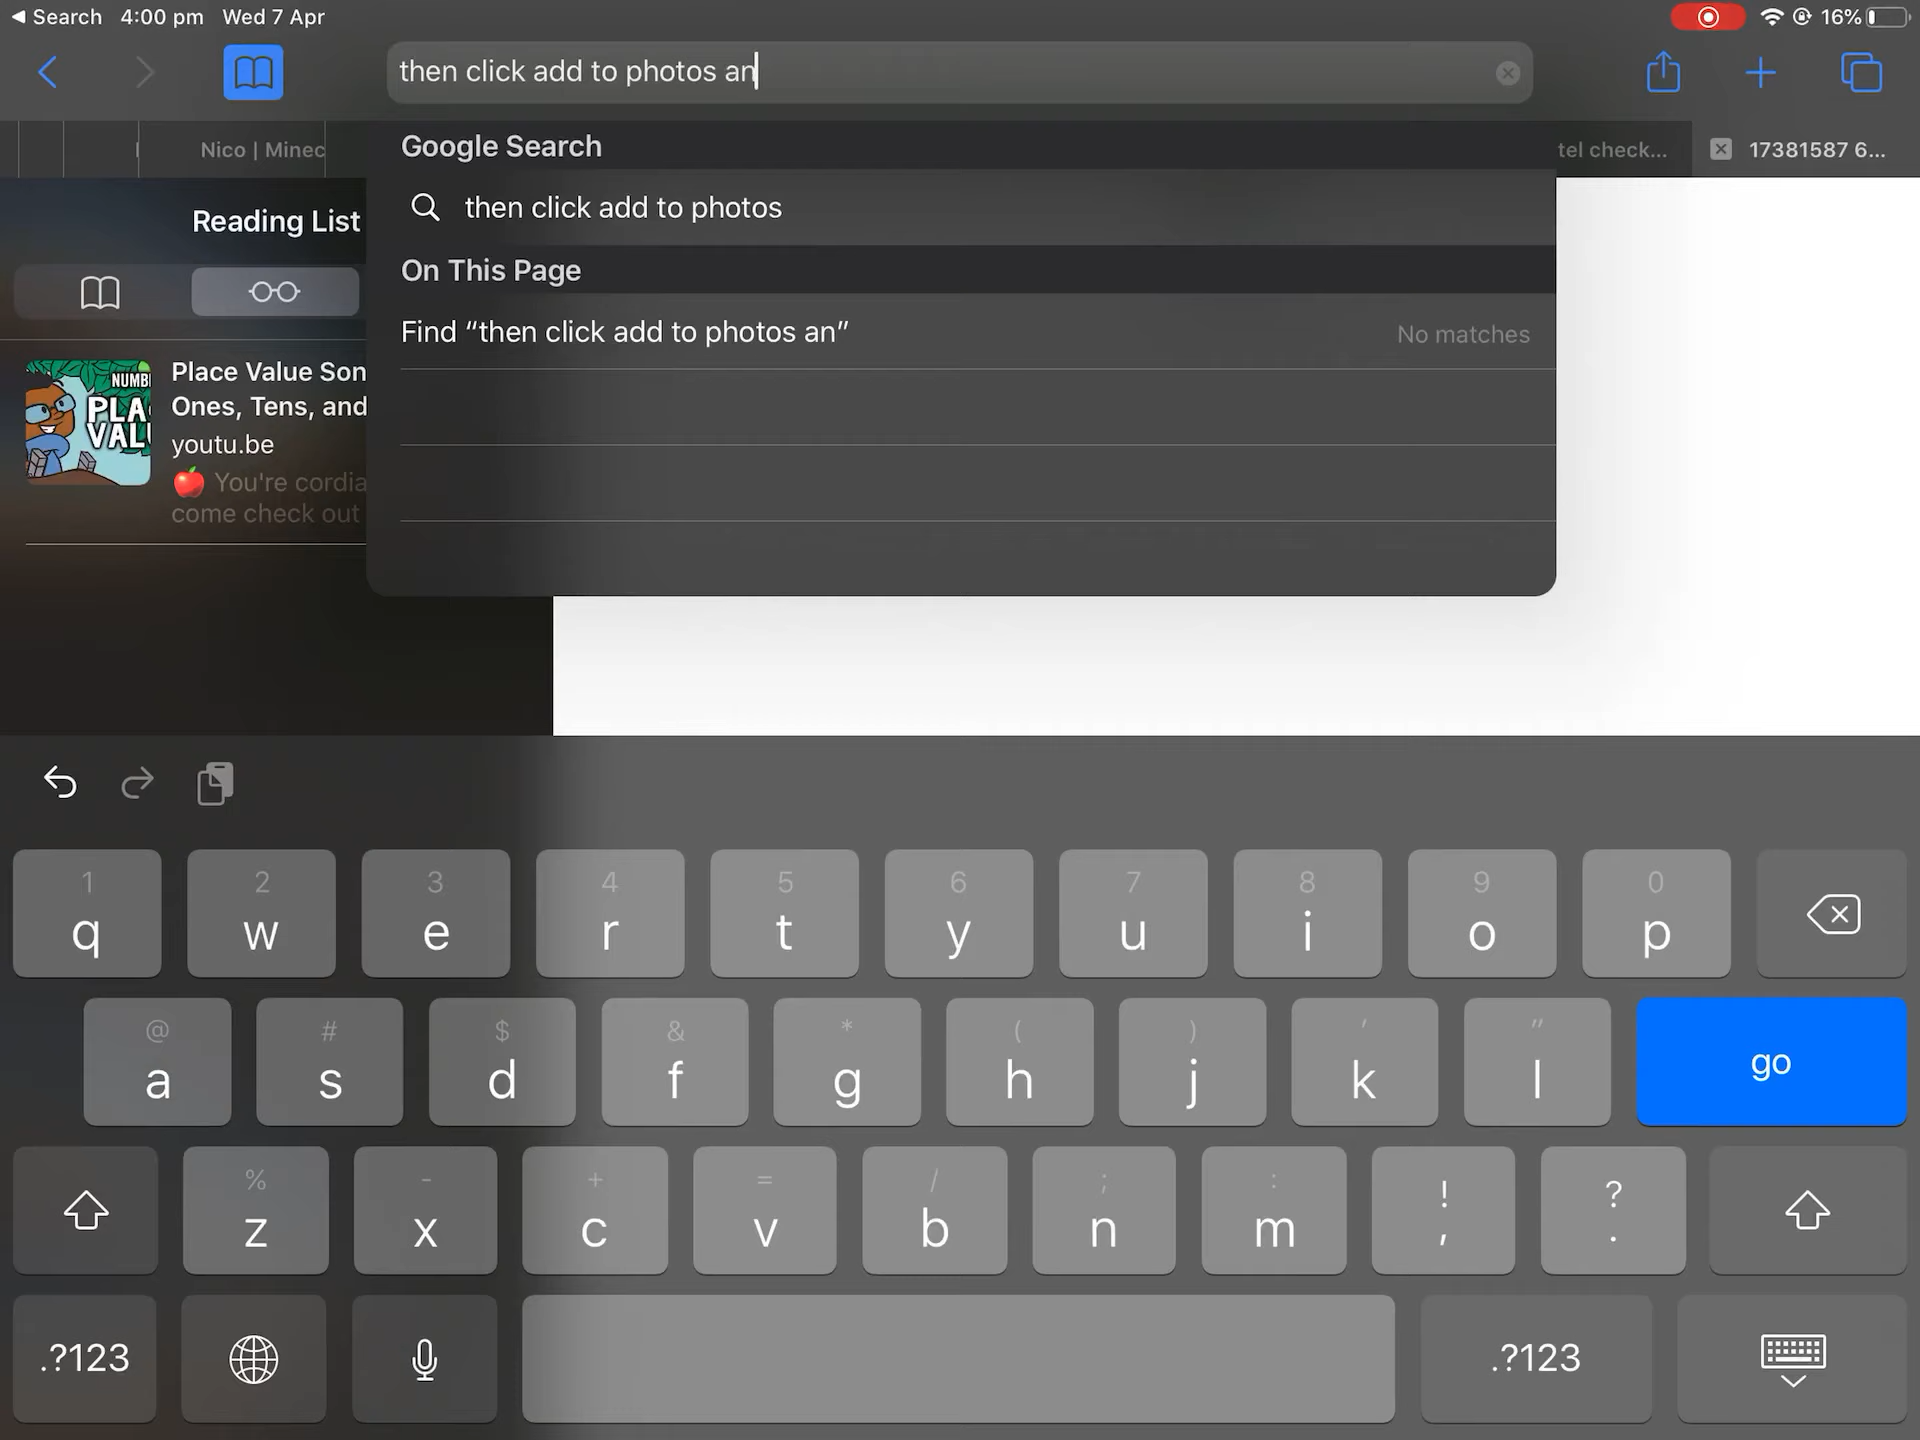 Search 4:00 pm Wed 7 Apr 16%
then click add to photos an
Nico | Minec
tel check...
17381587 6...
Google Search
then click add to photos
On This Page
Find “then click add to photos an” No matches
Reading List
NUMB
PLA
VAL
Place Value Son
Ones, Tens, and
youtu.be
You're cordia
come check out
1 2 3 4 5 6 7 8 9 0
q w e r t y u i o p
@ # $ & * ( ) ' "
a s d f g h j k l go
% - + = / ; : ! ?
z x c v b n m , .
.?123 .?123